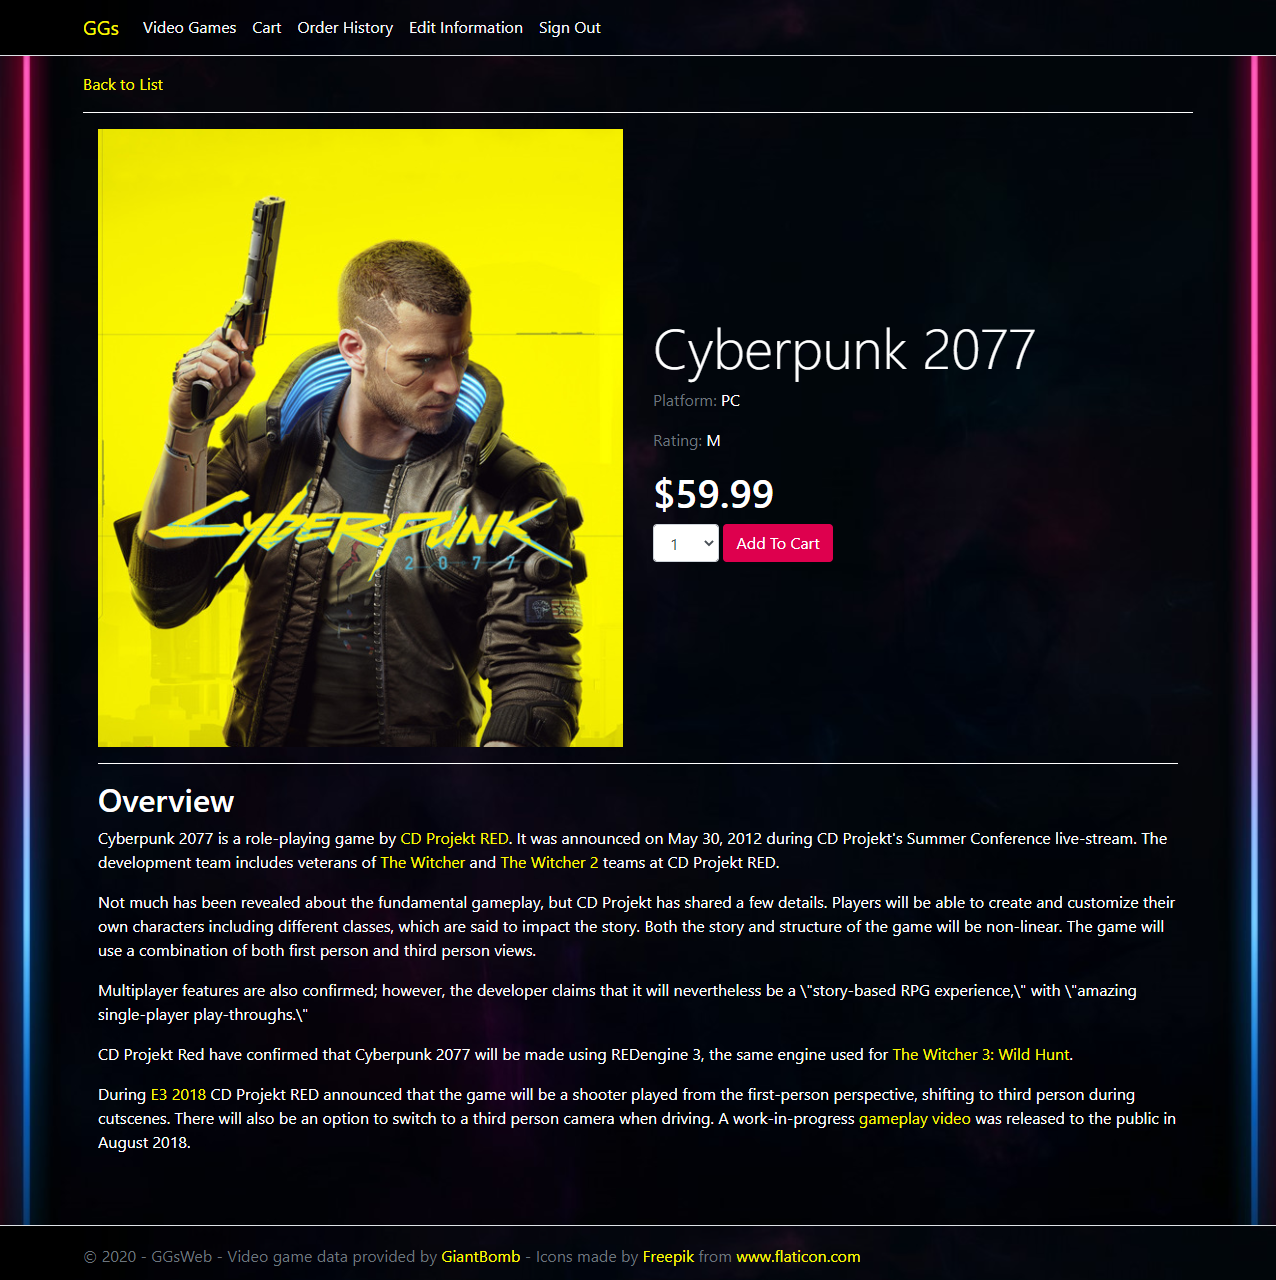 GGs Video Games Cart Order History Edit Information Sign Out
Back to List
Cyberpunk 2077
Platform: PC
Rating: M
$59.99
1 Add To Cart
CYBERPUNK
2077
Overview
Cyberpunk 2077 is a role-playing game by CD Projekt RED. It was announced on May 30, 2012 during CD Projekt's Summer Conference live-stream. The
development team includes veterans of The Witcher and The Witcher 2 teams at CD Projekt RED.
Not much has been revealed about the fundamental gameplay, but CD Projekt has shared a few details. Players will be able to create and customize their
own characters including different classes, which are said to impact the story. Both the story and structure of the game will be non-linear. The game will
use a combination of both first person and third person views.
Multiplayer features are also confirmed; however, the developer claims that it will nevertheless be a \"story-based RPG experience,\" with \"amazing
single-player play-throughs.\"
CD Projekt Red have confirmed that Cyberpunk 2077 will be made using REDengine 3, the same engine used for The Witcher 3: Wild Hunt.
During E3 2018 CD Projekt RED announced that the game will be a shooter played from the first-person perspective, shifting to third person during
cutscenes. There will also be an option to switch to a third person camera when driving. A work-in-progress gameplay video was released to the public in
August 2018.
© 2020 - GGsWeb - Video game data provided by GiantBomb - Icons made by Freepik from www.flaticon.com